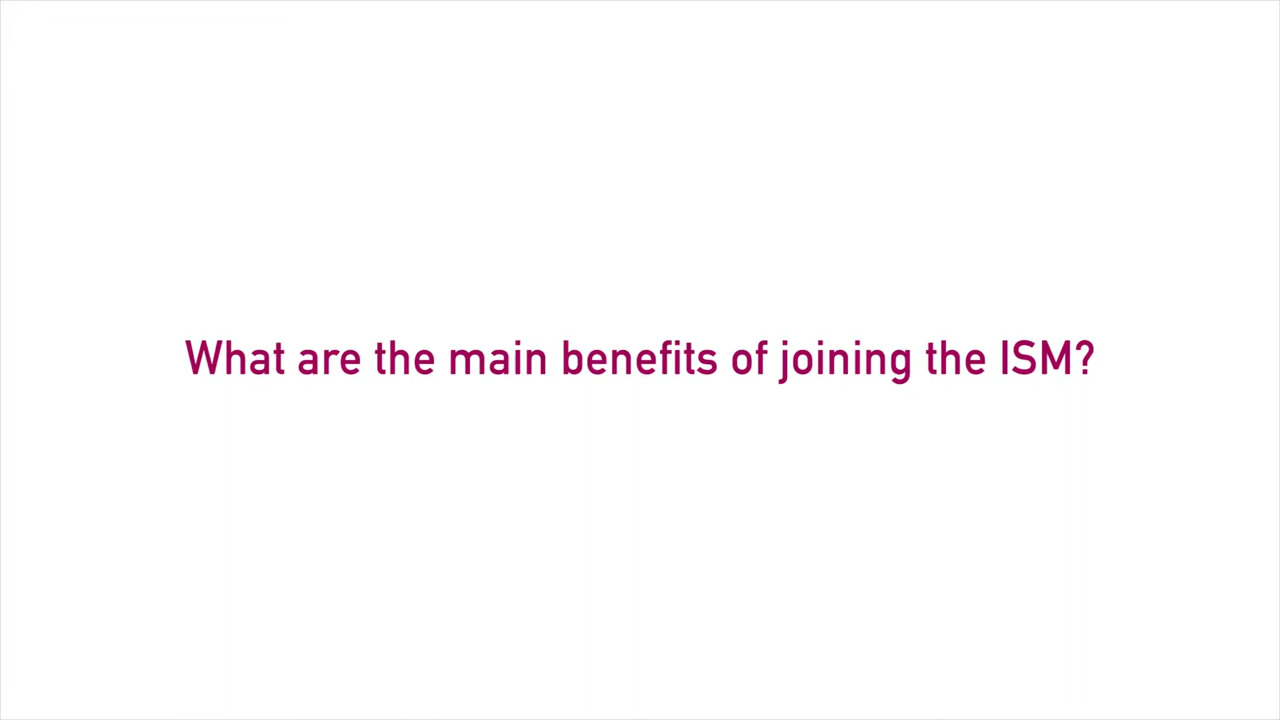 What are the main benefits of joining the ISM?